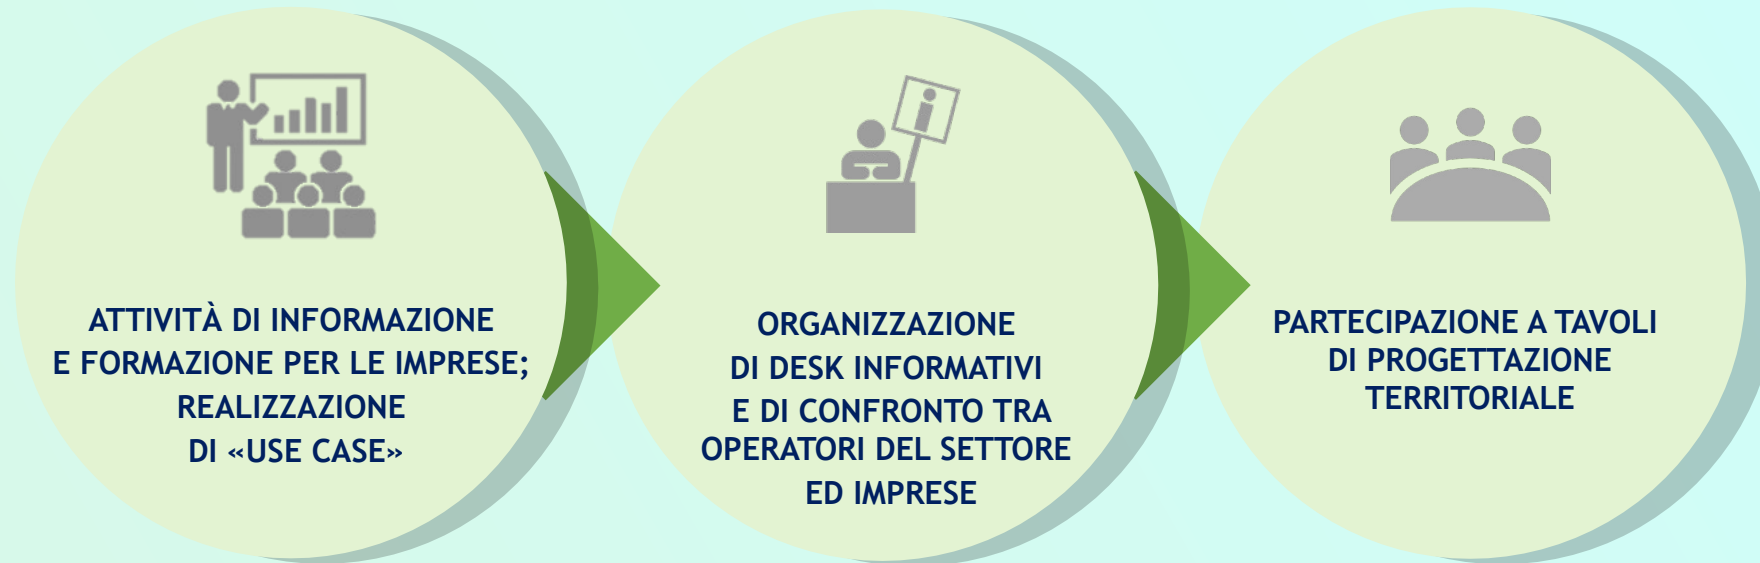 ATTIVITÀ DI INFORMAZIONE
E FORMAZIONE PER LE IMPRESE;
REALIZZAZIONE
DI «USE CASE»
ORGANIZZAZIONE
DI DESK INFORMATIVI
E DI CONFRONTO TRA
OPERATORI DEL SETTORE
ED IMPRESE
PARTECIPAZIONE A TAVOLI
DI PROGETTAZIONE
TERRITORIALE